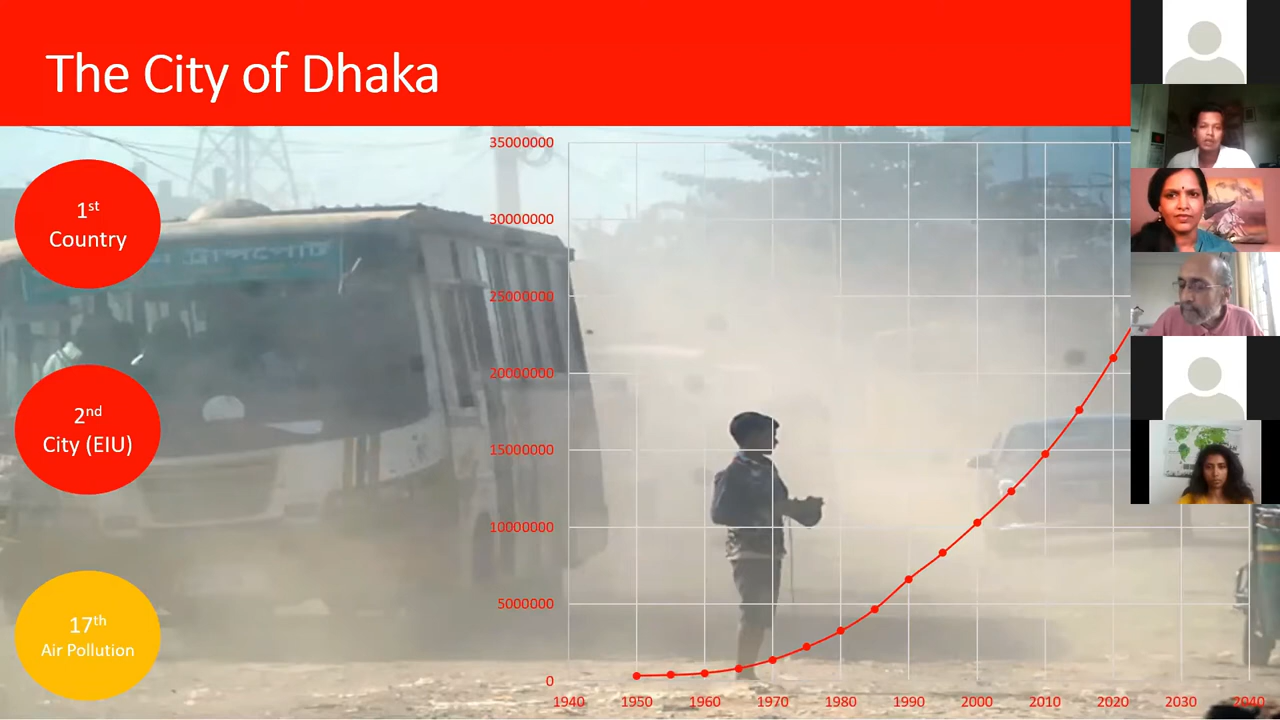 The City of Dhaka
1st
Country
2nd
City (EIU)
17th
Air Pollution
35000000
30000000
25000000
20000000
15000000
10000000
5000000
0
1940
1950
1960
1970
1980
1990
2000
2010
2020
2030
2040